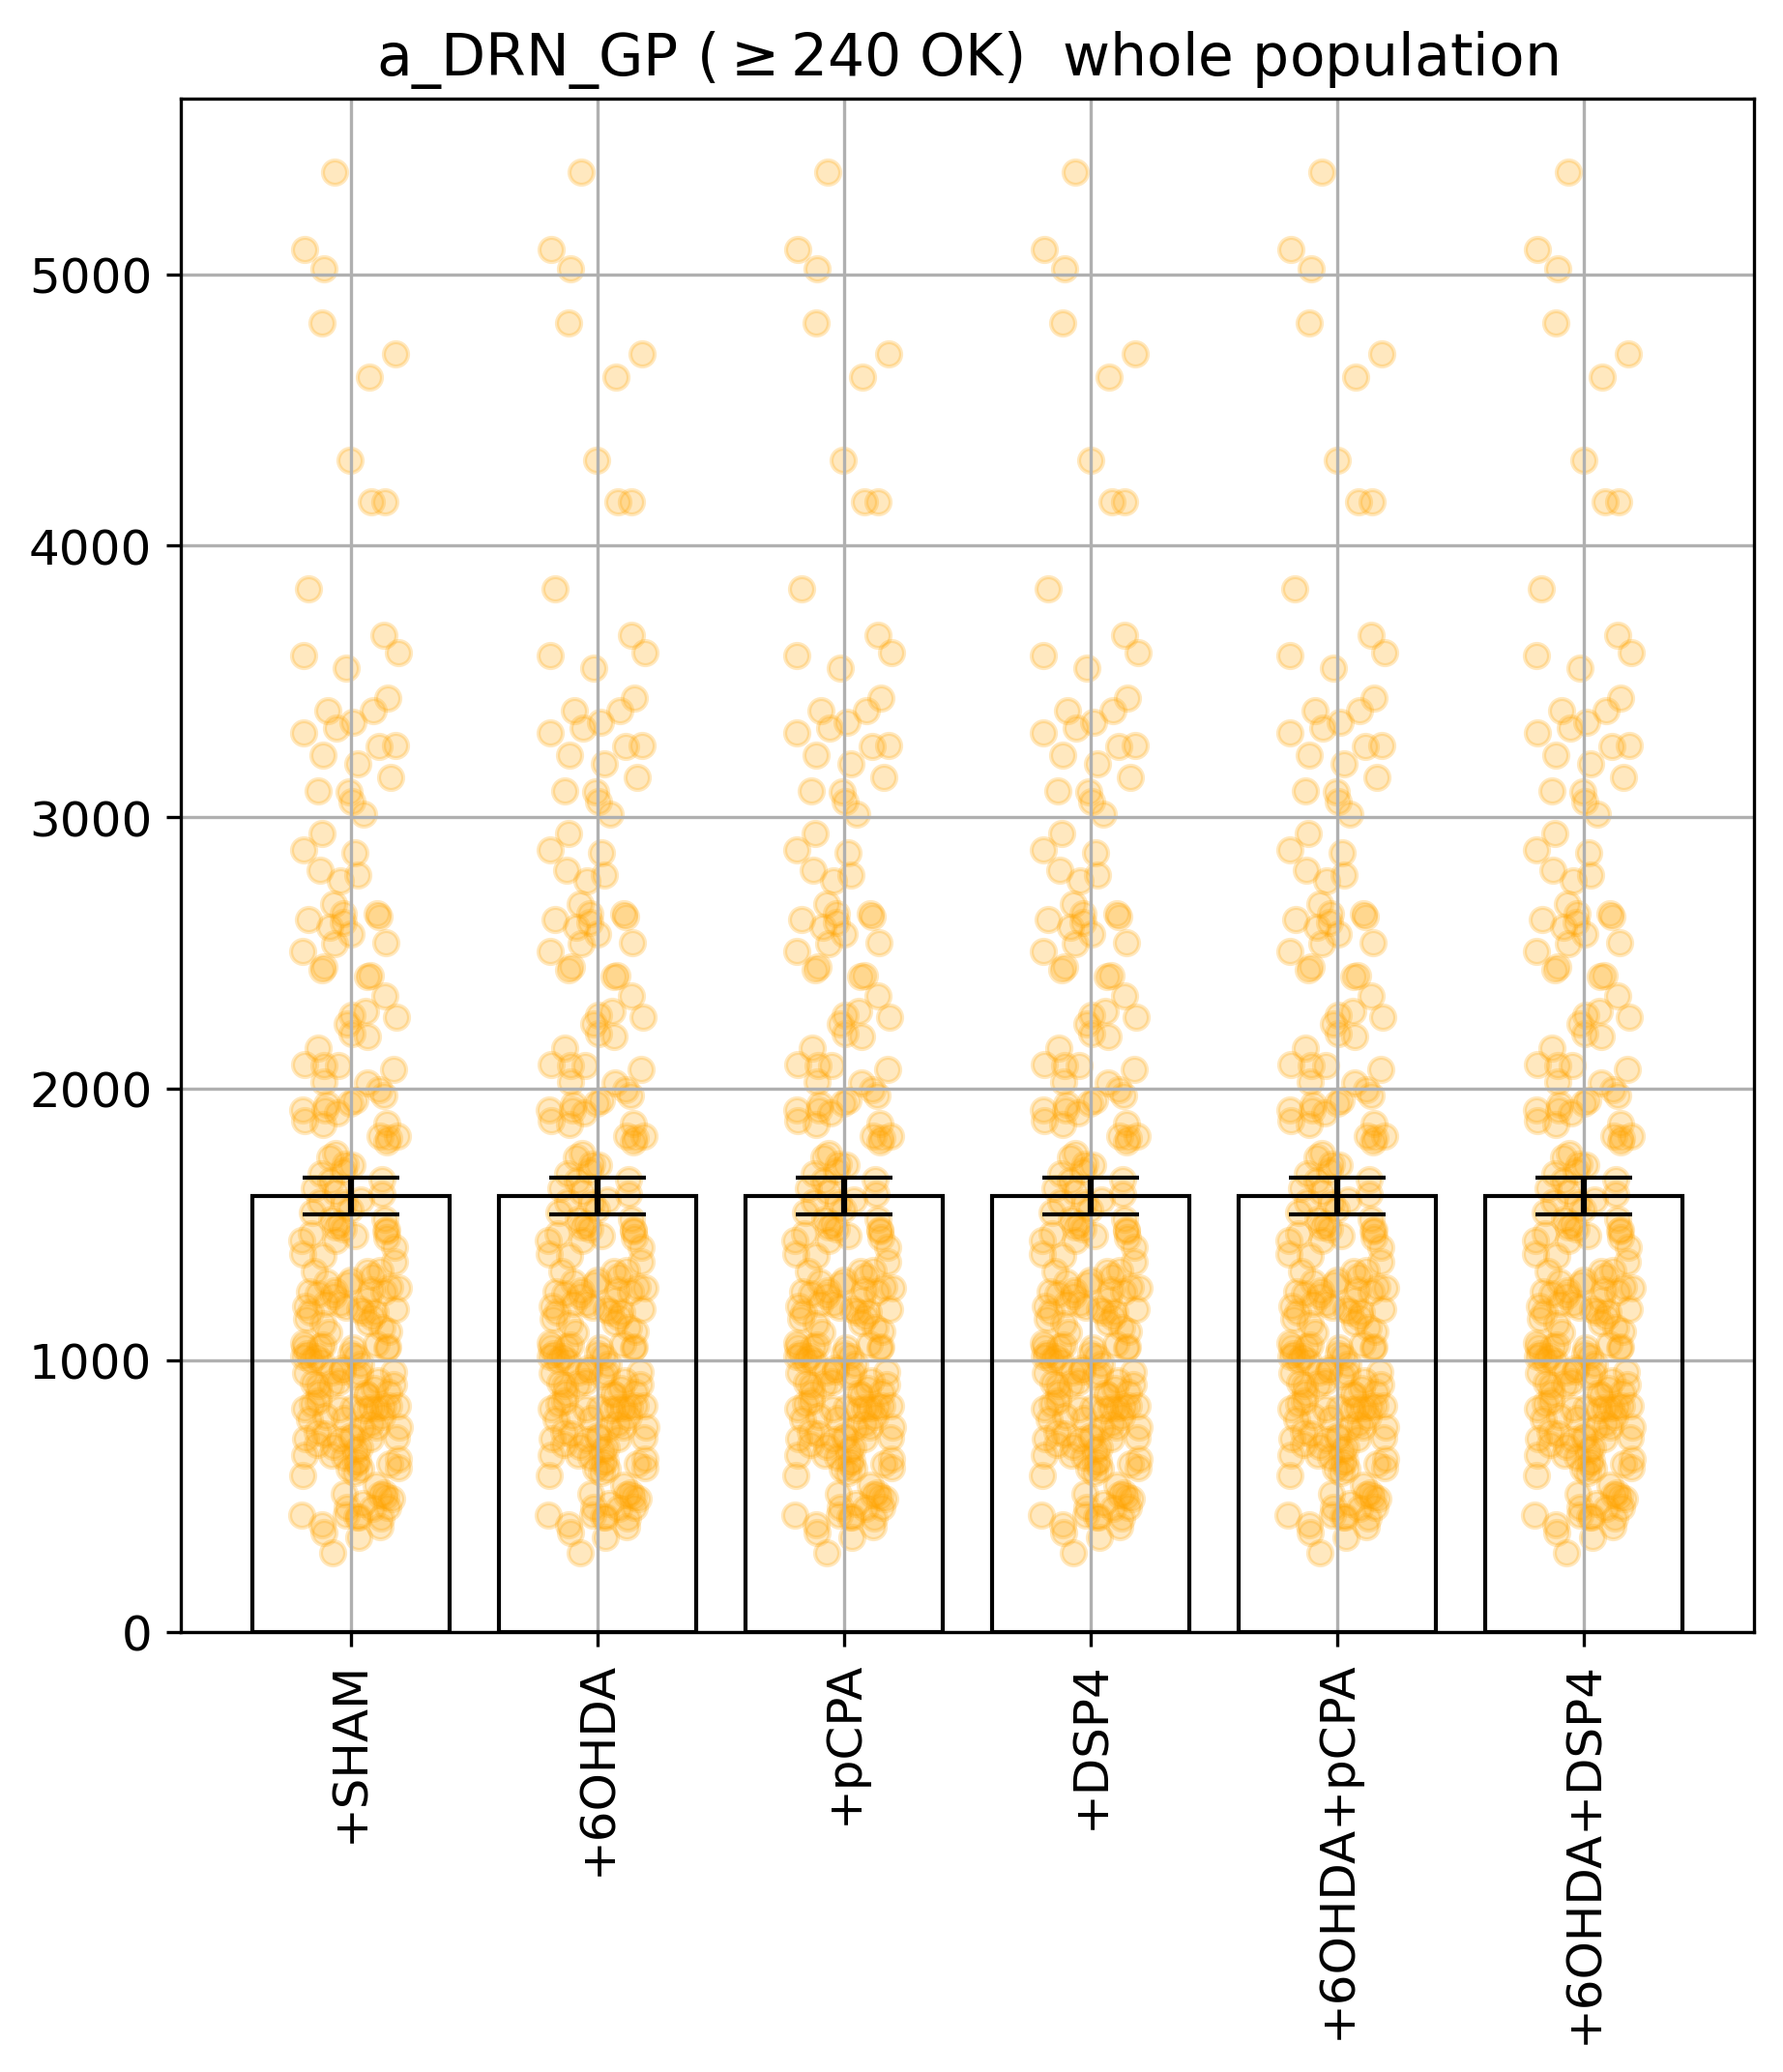 a_DRN_GP (≥240 OK) whole population
5000
4000
3000
2000
1000
0
+SHAM
+6OHDA
+pCPA
+DSP4
+6OHDA+pCPA
+6OHDA+DSP4